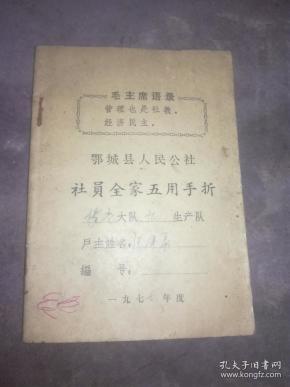 毛主席语录
管理也是社教。
经济民主。
鄂城县人民公社
社員全家五用手折
大队 生产队
戶主姓名:
编 号:
一九七 年度
孔夫子旧书网